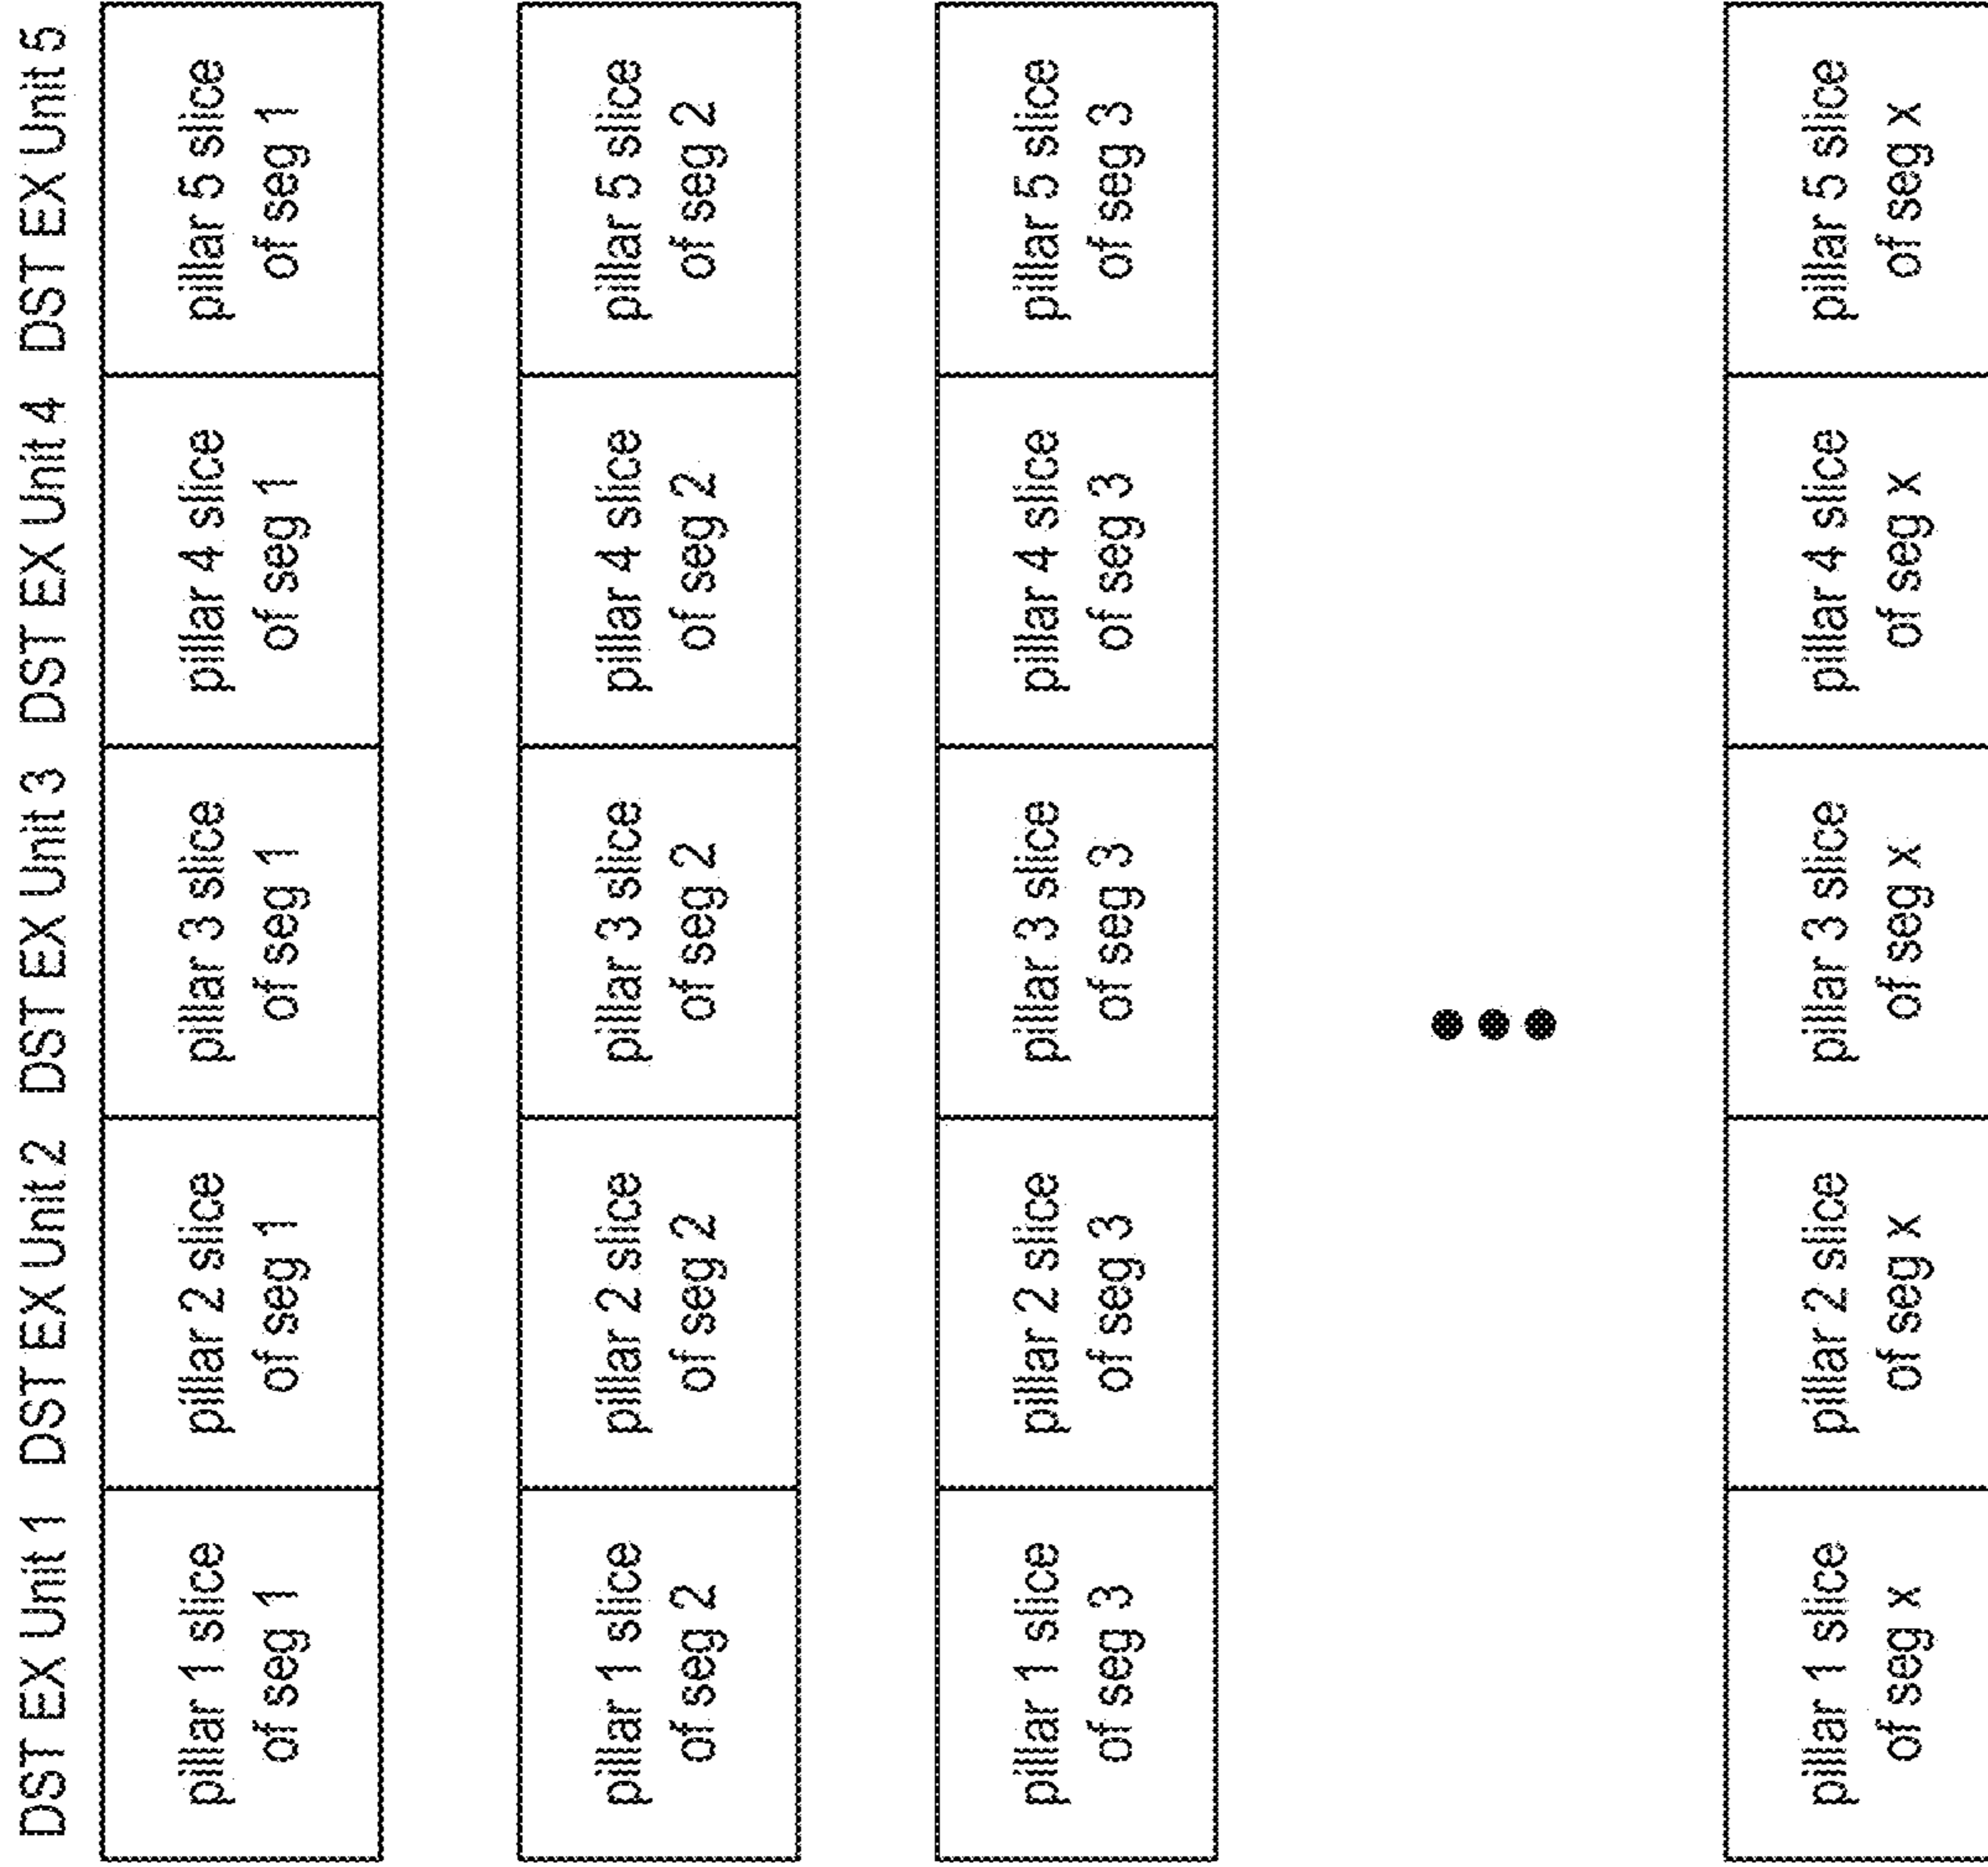 DST EX Unit 1 DST EX Unit 2 DST EX Unit 3 DST EX Unit 4 DST EX Unit 5
pillar 1 slice
of seg 1
pillar 2 slice
of seg 1
pillar 3 slice
of seg 1
pillar 4 slice
of seg 1
pillar 5 slice
of seg 1
pillar 1 slice
of seg 2
pillar 2 slice
of seg 2
pillar 3 slice
of seg 2
pillar 4 slice
of seg 2
pillar 5 slice
of seg 2
pillar 1 slice
of seg 3
pillar 2 slice
of seg 3
pillar 3 slice
of seg 3
pillar 4 slice
of seg 3
pillar 5 slice
of seg 3
pillar 1 slice
of seg x
pillar 2 slice
of seg x
pillar 3 slice
of seg x
pillar 4 slice
of seg x
pillar 5 slice
of seg x